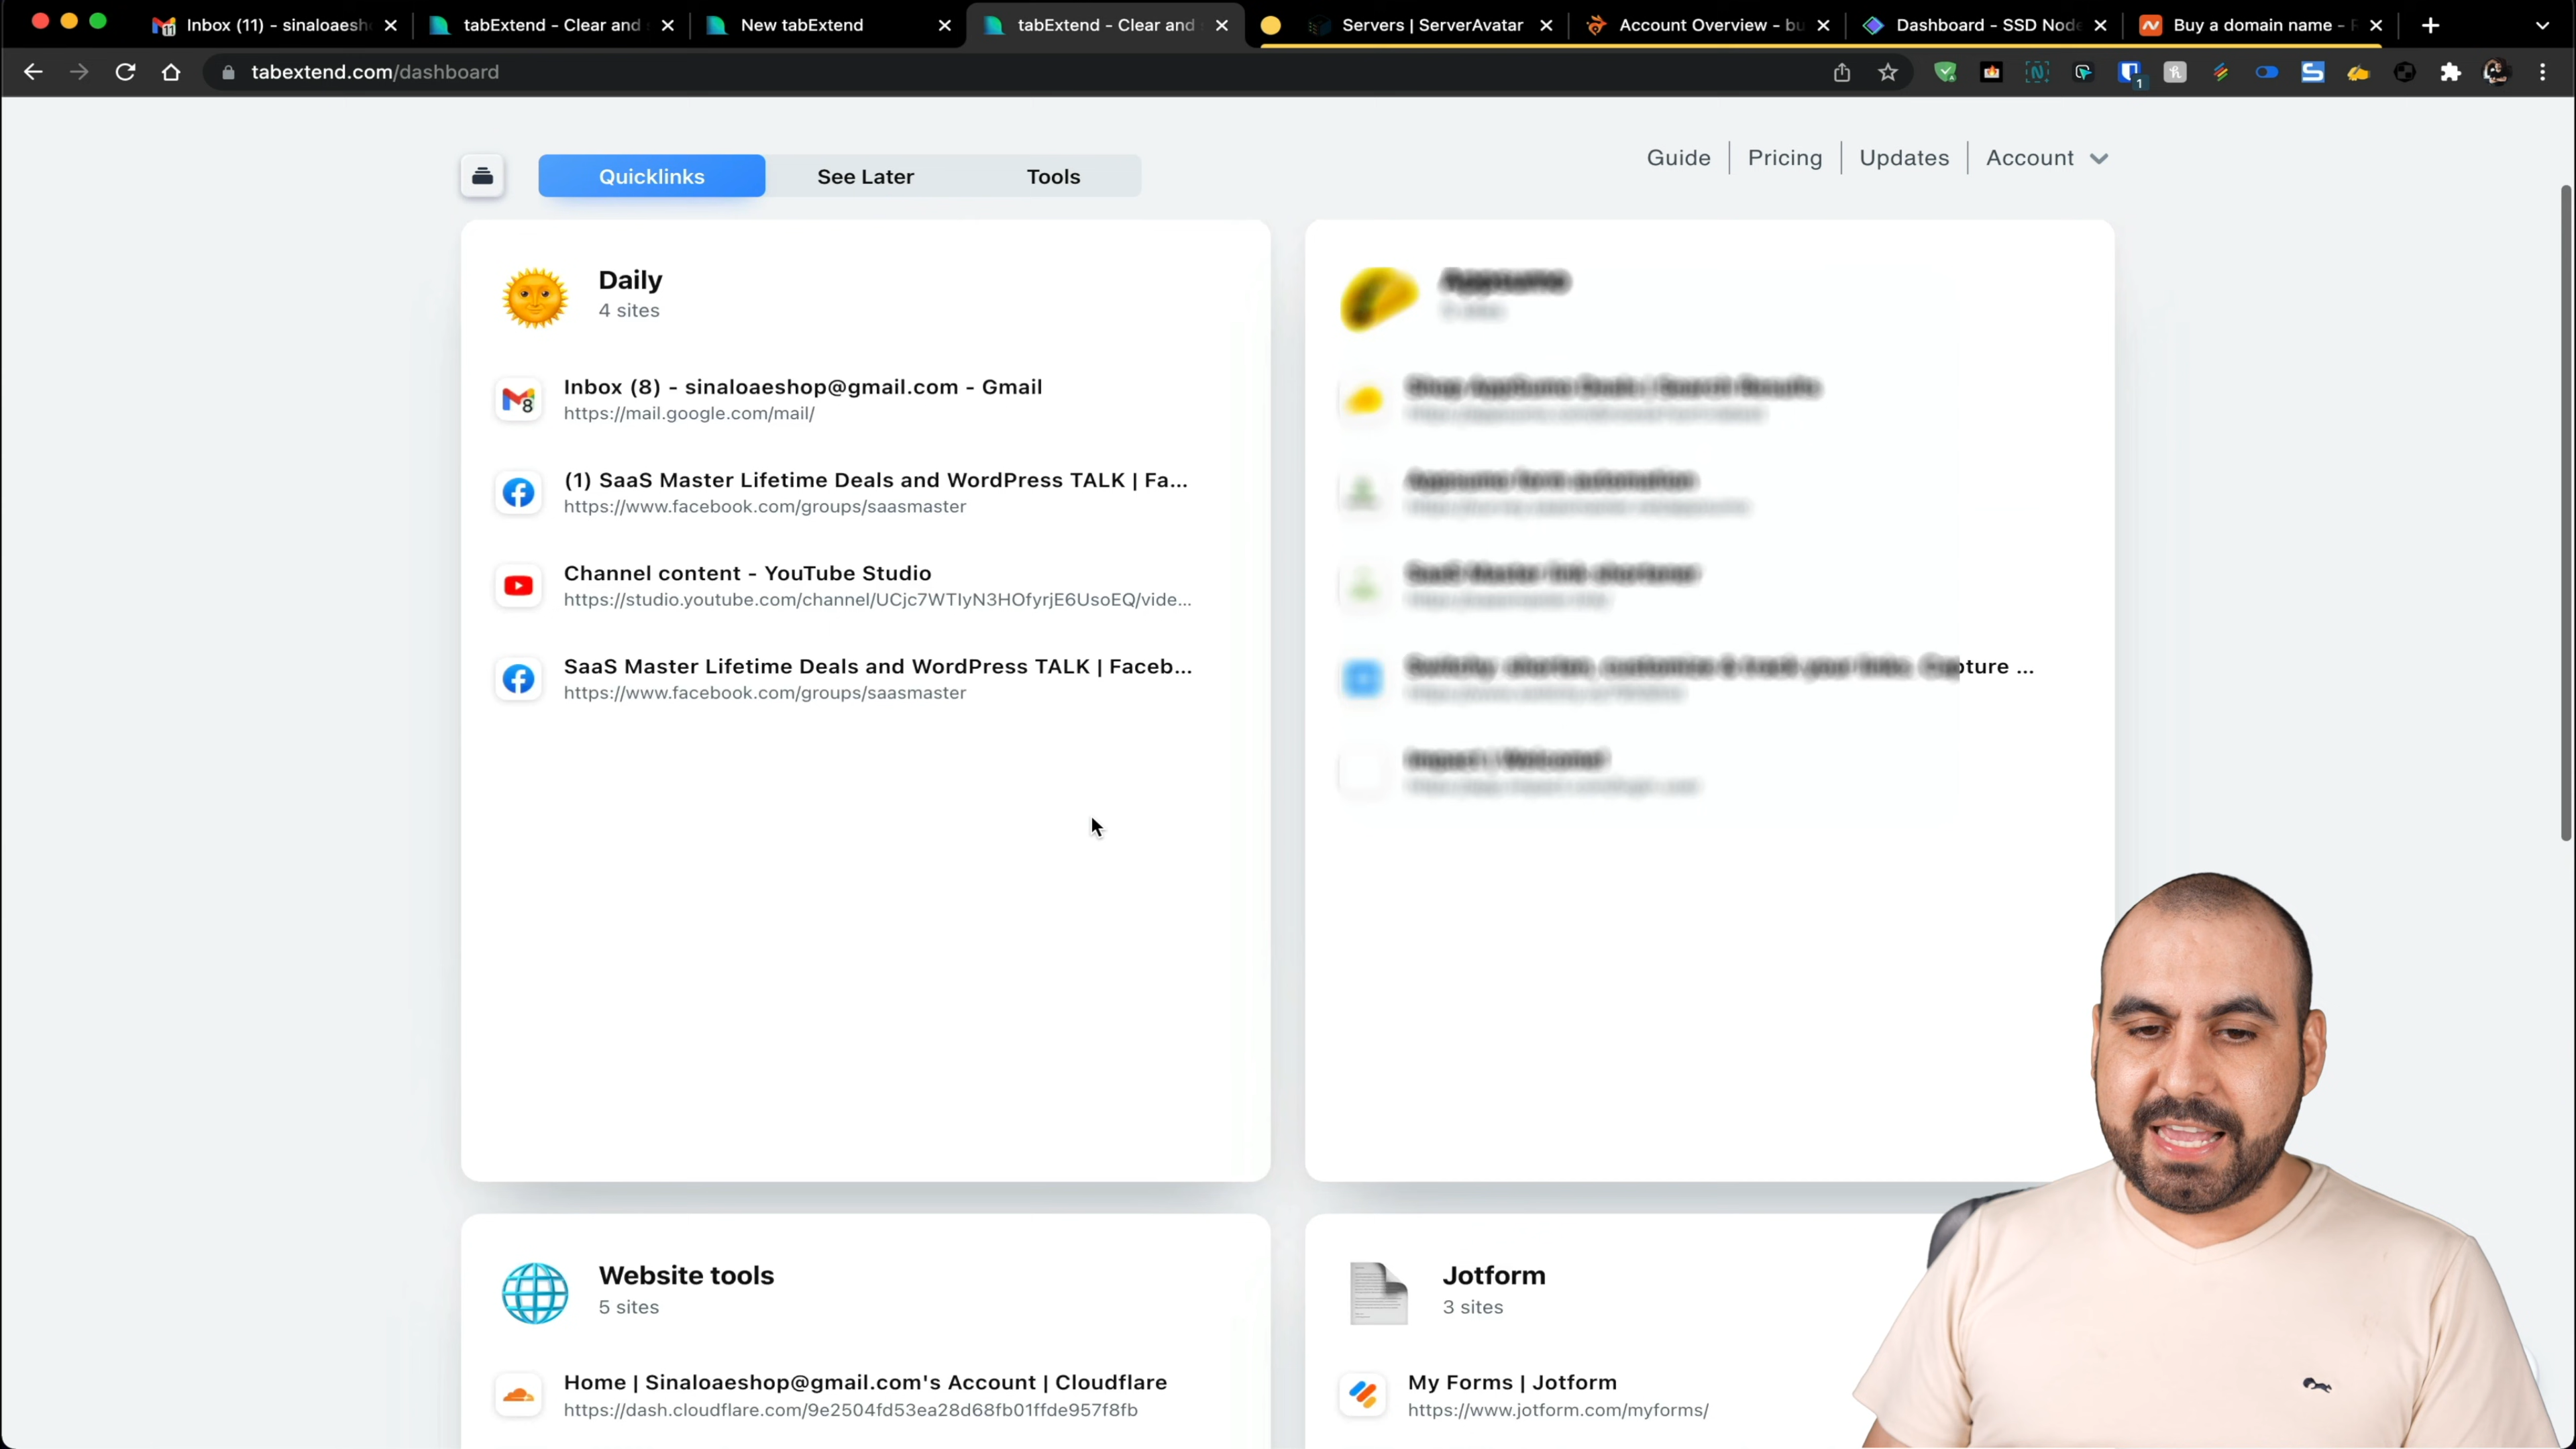 Inbox (11) - sinaloaesh
tabExtend - Clear and
New tabExtend
tabExtend - Clear and
Servers | ServerAvatar
Account Overview - bu
Dashboard - SSD Node
Buy a domain name -
tabextend.com/dashboard
1
Quicklinks
See Later
Tools
Guide
Pricing
Updates
Account
Daily
4 sites
Inbox (8) - sinaloaeshop@gmail.com - Gmail
https://mail.google.com/mail/
(1) SaaS Master Lifetime Deals and WordPress TALK | Fa...
https://www.facebook.com/groups/saasmaster
Channel content - YouTube Studio
https://studio.youtube.com/channel/UCjc7WTIyN3HOfyrjE6UsoEQ/vide...
SaaS Master Lifetime Deals and WordPress TALK | Faceb...
https://www.facebook.com/groups/saasmaster
pture ...
Website tools
5 sites
Home | Sinaloaeshop@gmail.com's Account | Cloudflare
https://dash.cloudflare.com/9e2504fd53ea28d68fb01ffde957f8fb
Jotform
3 sites
My Forms | Jotform
https://www.jotform.com/myforms/